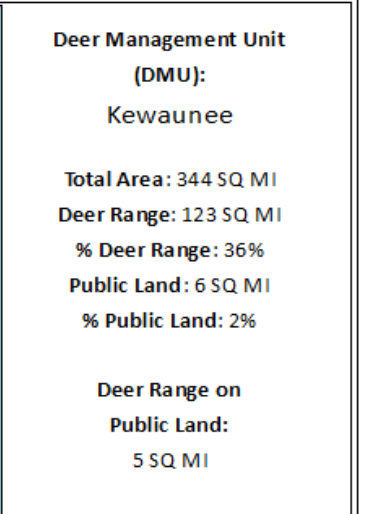 Deer Management Unit
(DMU):
Kewaunee
Total Area: 344 SQ MI
Deer Range: 123 SQ MI
% Deer Range: 36%
Public Land: 6 SQ MI
% Public Land: 2%
Deer Range on
Public Land:
5 SQ MI